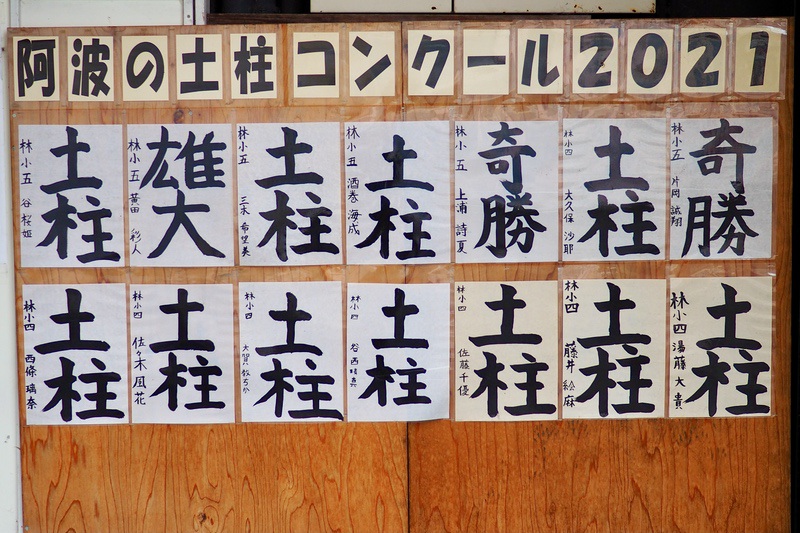 阿波の土柱コンクール2021
土柱
林小五 谷 桜姫
雄大
林小五 黄田 彩人
土柱
林小五 三木 希望美
土柱
林小五 酒巻 海成
奇勝
林小五 上浦 詩夏
土柱
林小四 大久保 沙耶
奇勝
林小五 片岡 誠翔
土柱
林小四 西條 瑞奈
土柱
林小四 佐々木 凰花
土柱
林小四
土柱
林小四
土柱
林小四 佐藤 千優
土柱
林小四 藤井 絵麻
土柱
林小四 湯藤 大貴